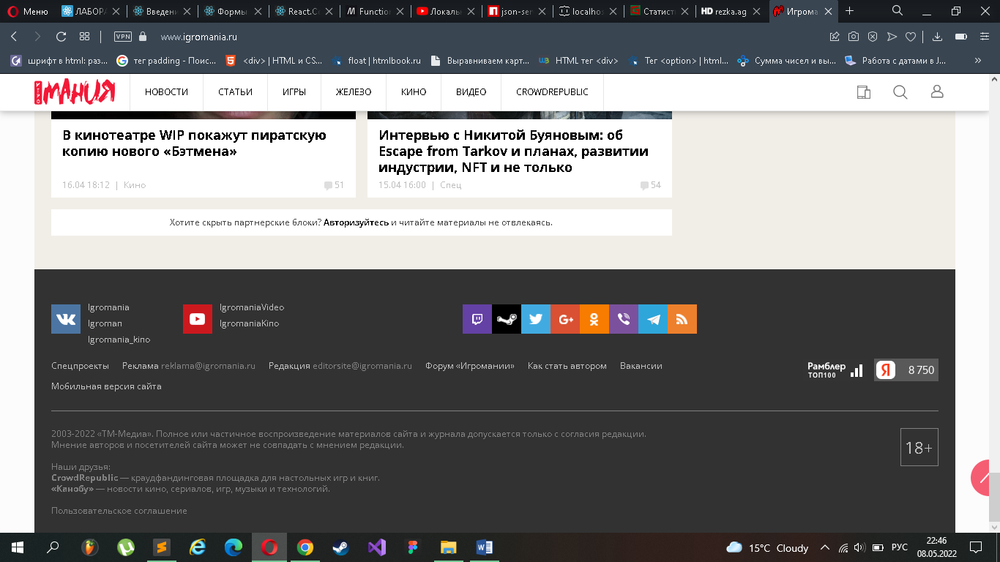 Меню
ЛАБОРА
Введени
Формы
React.Co
Function
Локальн
json-ser
localhos
Статисти
HD rezka.ag
Игрома
VPN
www.igromania.ru
шрифт в html: раз...
тег padding - Поис...
<div> | HTML и CS...
float | htmlbook.ru
Выравниваем карт...
HTML тег <div>
Тег <option> | html...
Сумма чисел и вы...
Работа с датами в J...
»
ИГРО МАНИЯ
НОВОСТИ
СТАТЬИ
ИГРЫ
ЖЕЛЕЗО
КИНО
ВИДЕО
CROWDREPUBLIC
В кинотеатре WIP покажут пиратскую
копию нового «Бэтмена»
16.04 18:12 | Кино
51
Интервью с Никитой Буяновым: об
Escape from Tarkov и планах, развитии
индустрии, NFT и не только
15.04 16:00 | Спец
54
Хотите скрыть партнерские блоки? Авторизуйтесь и читайте материалы не отвлекаясь.
Igromania
Igroman
Igromania_kino
IgromaniaVideo
IgromaniaKino
Спецпроекты
Реклама reklama@igromania.ru
Редакция editorsite@igromania.ru
Форум «Игромании»
Как стать автором
Вакансии
Мобильная версия сайта
Рамблер
ТОП100
Я 8 750
2003-2022 «ТМ-Медиа». Полное или частичное воспроизведение материалов сайта и журнала допускается только с согласия редакции.
Мнение авторов и посетителей сайта может не совпадать с мнением редакции.
18+
Наши друзья:
CrowdRepublic — краудфандинговая площадка для настольных игр и книг.
«Канобу» — новости кино, сериалов, игр, музыки и технологий.
Пользовательское соглашение
15°C Cloudy
РУС
22:46
08.05.2022